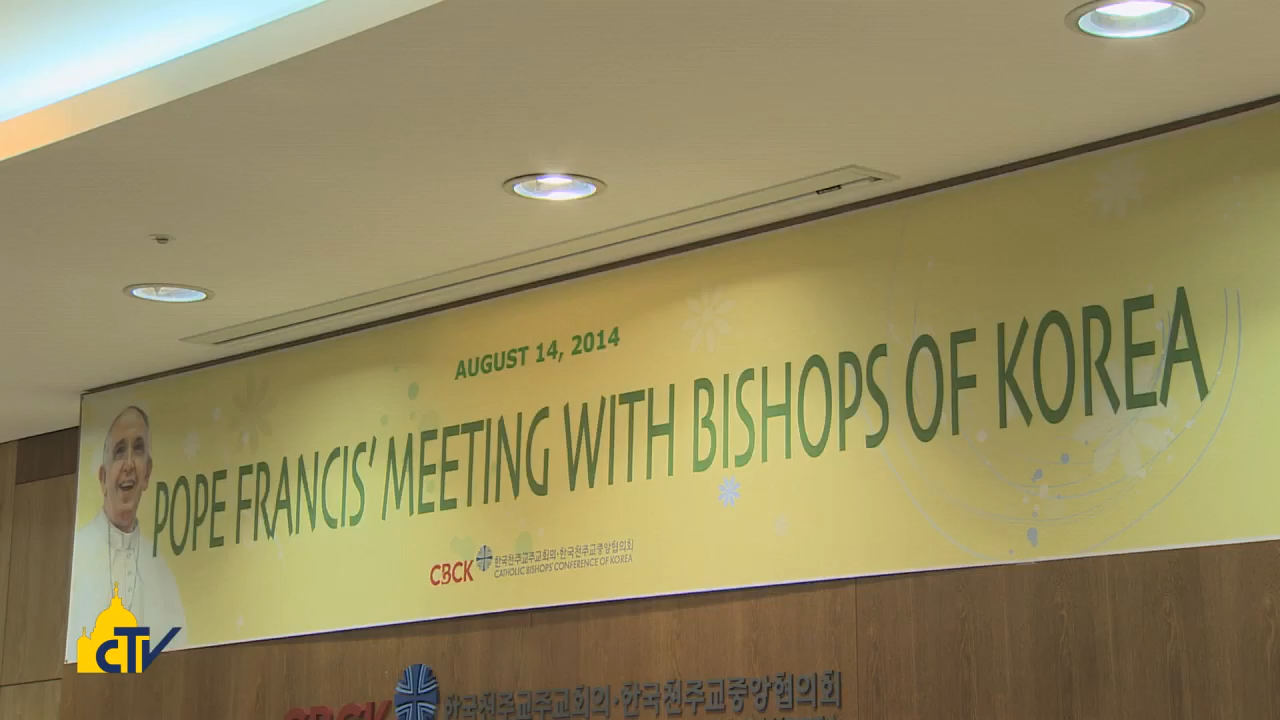 AUGUST 14, 2014
POPE FRANCIS' MEETING WITH BISHOPS OF KOREA
CBCK 한국천주교주교회의·한국천주교중앙협의회
CATHOLIC BISHOPS' CONFERENCE OF KOREA
CTV
CBCK 한국천주교주교회의·한국천주교중앙협의회